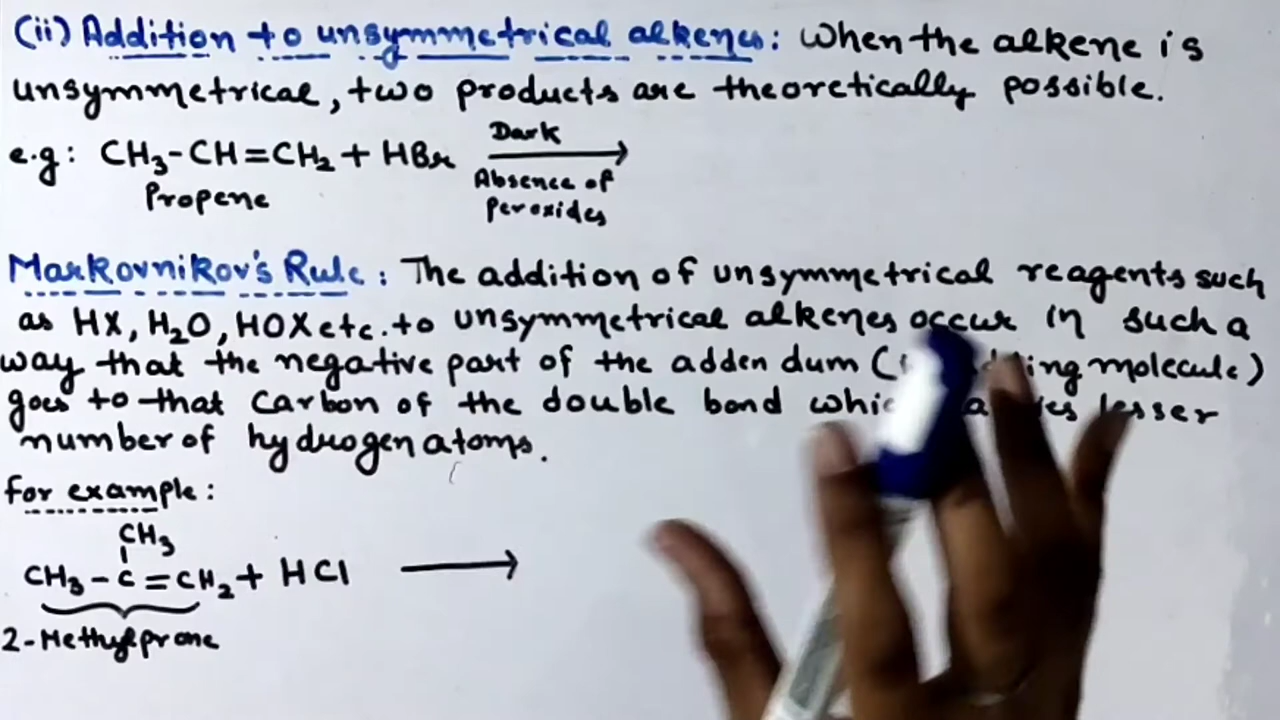 (ii) Addition to unsymmetrical alkenes: When the alkene is
unsymmetrical, two products are theoretically possible.
e.g: CH₃-CH=CH₂ + HBr Dark
Absence of
Peroxides
Propene
Markovnikov's Rule: The addition of unsymmetrical reagents such
as HX, H₂O, HOX etc. to unsymmetrical alkenes occur in such a
way that the negative part of the adden dum ( molecule)
goes to that carbon of the double bond lesser
number of hydrogen atoms.
for example:
CH₃
CH₃-C=CH₂ + HCl →
2-Methylprone